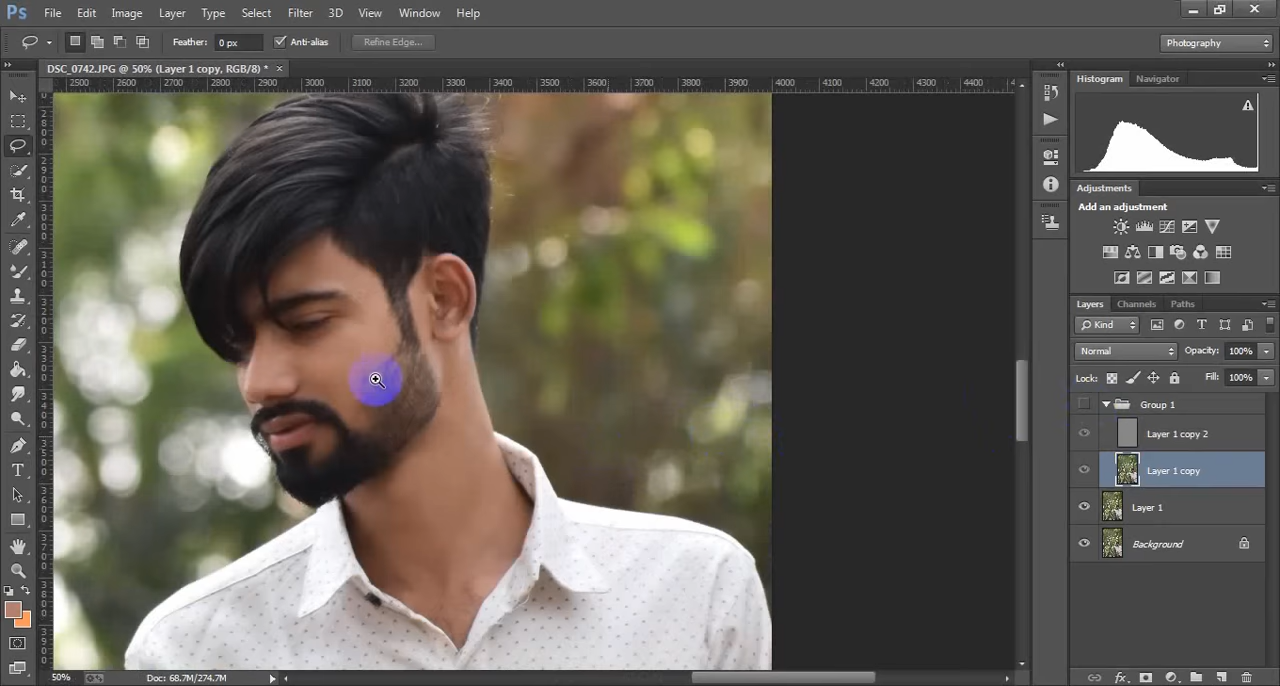 Ps File Edit Image Layer Type Select Filter 3D View Window Help
Feather: 0 px Anti-alias Refine Edge... Photography
DSC_0742.JPG @ 50% (Layer 1 copy, RGB/8) * ×
2500 2600 2700 2800 2900 3000 3100 3200 3300 3400 3500 3600 3700 3800 3900 4000 4100 4200 4300 4400
Histogram Navigator
Adjustments
Add an adjustment
Layers Channels Paths
Kind
Normal Opacity: 100%
Lock: Fill: 100%
Group 1
Layer 1 copy 2
Layer 1 copy
Layer 1
Background
50% Doc: 68.7M/274.7M